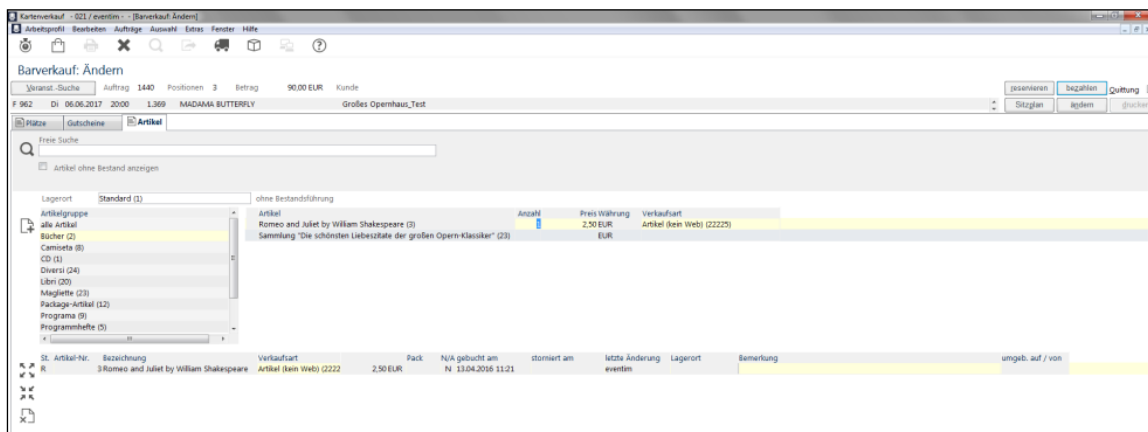 Kartenverkauf - 021 / eventim - - [Barverkauf: Ändern]
Arbeitsprofil Bearbeiten Aufträge Auswahl Extras Fenster Hilfe
Barverkauf: Ändern
Veranst.-Suche Auftrag 1440 Positionen 3 Betrag 90,00 EUR Kunde reservieren bezahlen Quittung
F 962 Di 06.06.2017 20:00 1.369 MADAMA BUTTERFLY Großes Opernhaus_Test Sitzplan ändern drucken
Plätze Gutscheine Artikel
Freie Suche
Artikel ohne Bestand anzeigen
Lagerort Standard (1) ohne Bestandsführung
Artikelgruppe Artikel Anzahl Preis Währung Verkaufsart
alle Artikel Romeo and Juliet by William Shakespeare (3) 1 2,50 EUR Artikel (kein Web) (22225)
Bücher (2) Sammlung "Die schönsten Liebeszitate der großen Opern-Klassiker" (23) EUR
Camiseta (8)
CD (1)
Diversi (24)
Libri (20)
Magliette (23)
Package-Artikel (12)
Programa (9)
Programmhefte (5)
St. Artikel-Nr. Bezeichnung Verkaufsart Pack N/A gebucht am storniert am letzte Änderung Lagerort Bemerkung umgeb. auf / von
R 3 Romeo and Juliet by William Shakespeare Artikel (kein Web) (2222 2,50 EUR N 13.04.2016 11:21 eventim